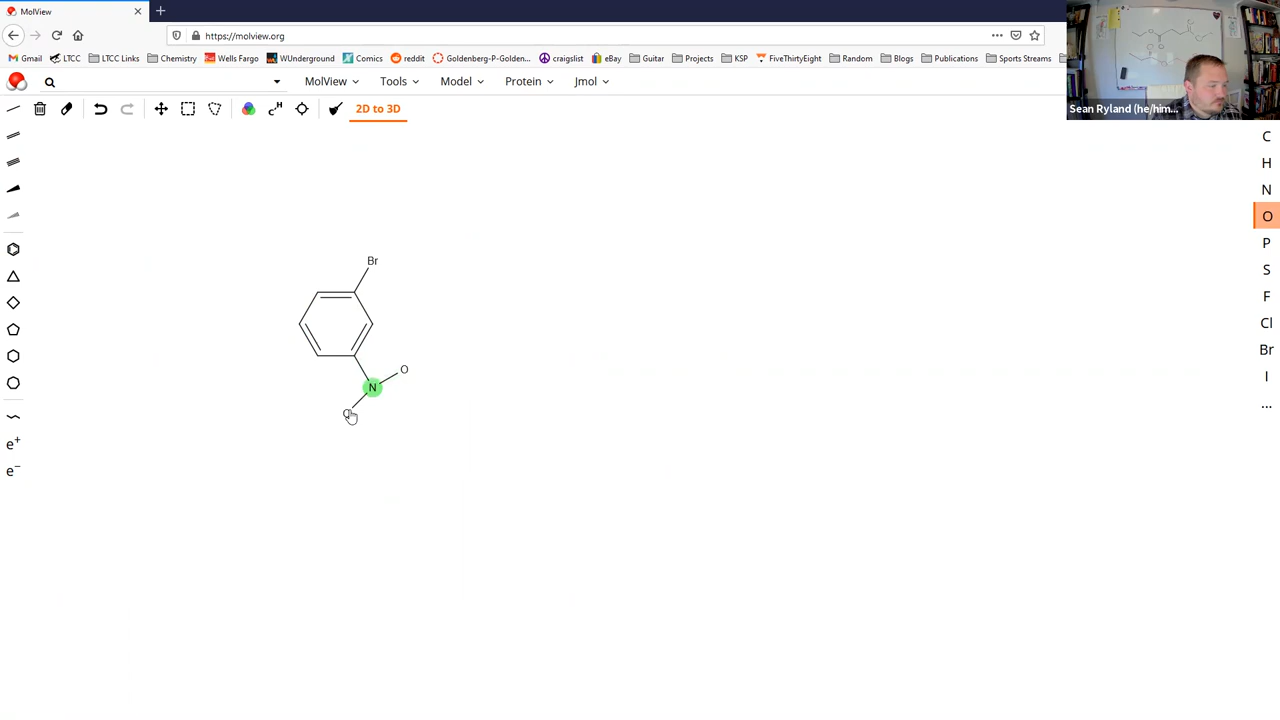 MolView
https://molview.org
Gmail LTCC LTCC Links Chemistry Wells Fargo WUnderground Comics reddit Goldenberg-P-Golden... craigslist eBay Guitar Projects KSP FiveThirtyEight Random Blogs Publications Sports Streams
MolView Tools Model Protein Jmol
Sean Ryland (he/him...
C H 2D to 3D
C
H
N
O
P
S
F
Cl
Br
I
...
Br
O
N
e+
e−